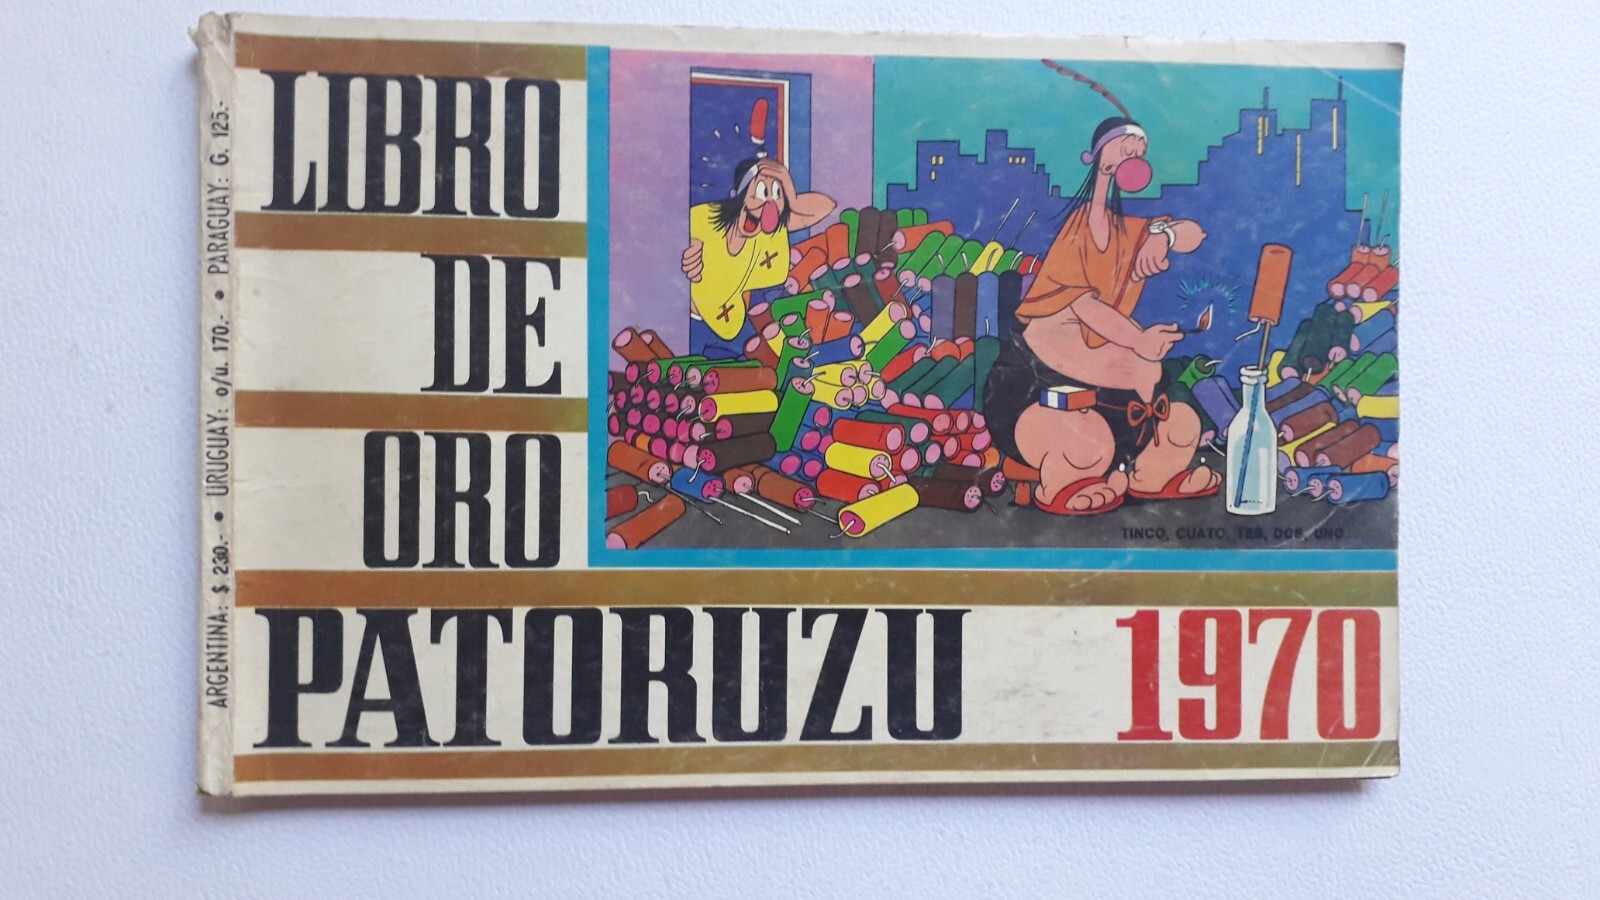 LIBRO
DE
ORO
PATORUZU 1970
TINCO, CUATO, TES, DOS, UNO...
ARGENTINA: $ 230.- • URUGUAY: o/u. 170.- • PARAGUAY: G. 125.-